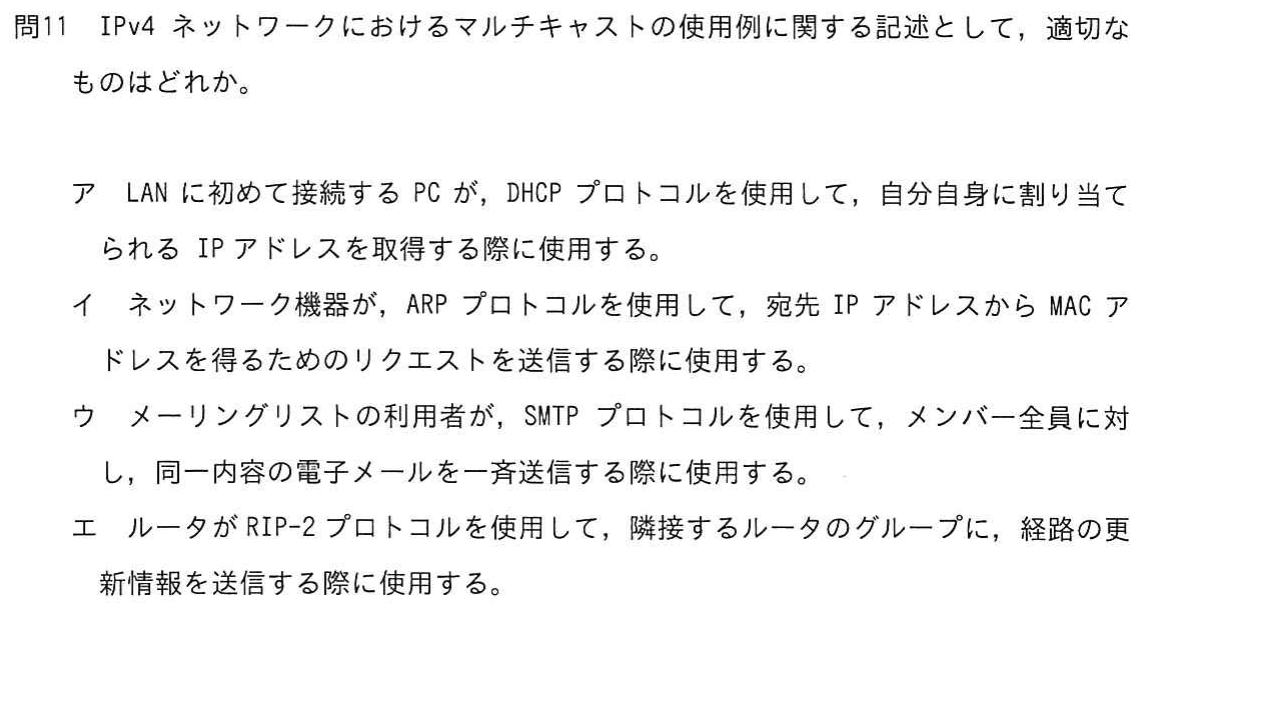 問11 IPv4 ネットワークにおけるマルチキャストの使用例に関する記述として，適切な
ものはどれか。
ア LAN に初めて接続する PC が，DHCP プロトコルを使用して，自分自身に割り当て
られる IP アドレスを取得する際に使用する。
イ ネットワーク機器が，ARP プロトコルを使用して，宛先 IP アドレスから MAC ア
ドレスを得るためのリクエストを送信する際に使用する。
ウ メーリングリストの利用者が，SMTP プロトコルを使用して，メンバー全員に対
し，同一内容の電子メールを一斉送信する際に使用する。
エ ルータが RIP-2 プロトコルを使用して，隣接するルータのグループに，経路の更
新情報を送信する際に使用する。